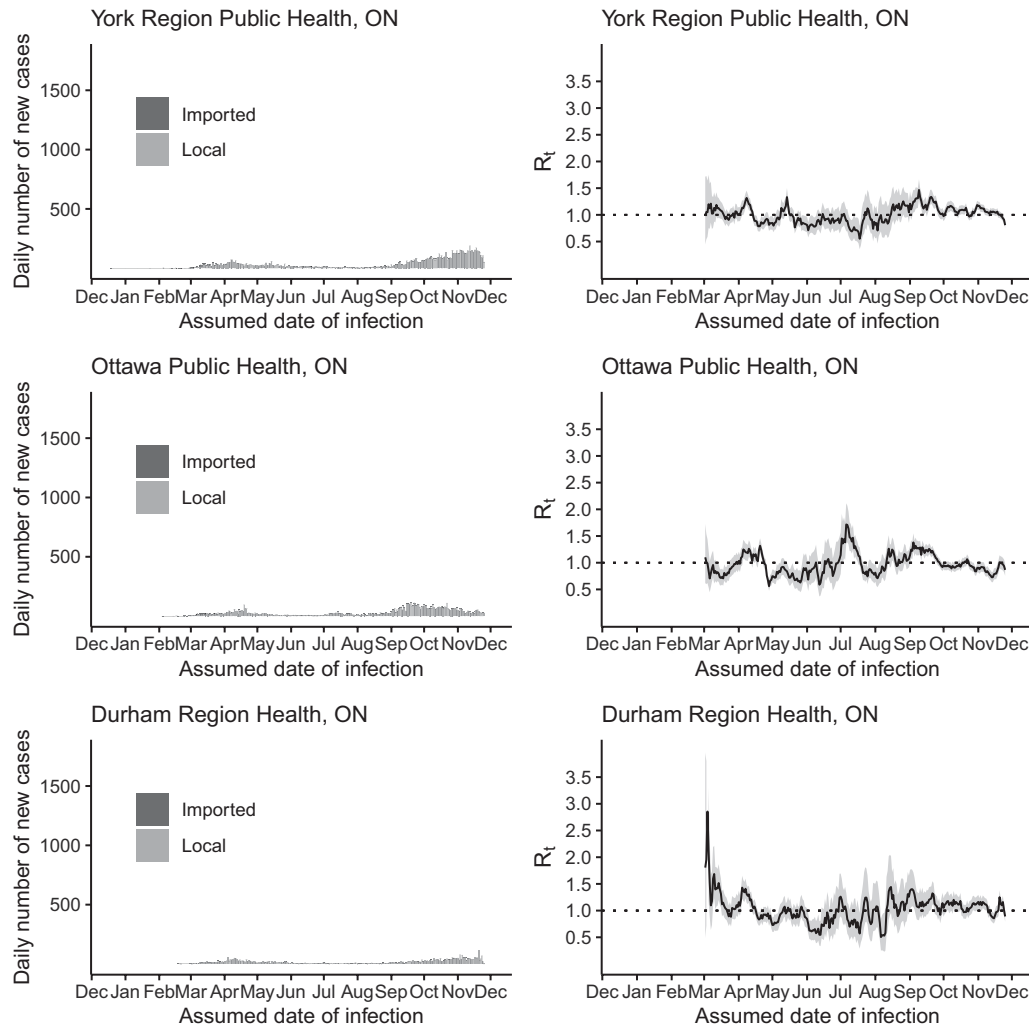 York Region Public Health, ON
Daily number of new cases
1500
1000
500
Imported
Local
Dec Jan Feb Mar Apr May Jun Jul Aug Sep Oct Nov Dec
Assumed date of infection
York Region Public Health, ON
Rt
3.5
3.0
2.5
2.0
1.5
1.0
0.5
Dec Jan Feb Mar Apr May Jun Jul Aug Sep Oct Nov Dec
Assumed date of infection
Ottawa Public Health, ON
Daily number of new cases
1500
1000
500
Imported
Local
Dec Jan Feb Mar Apr May Jun Jul Aug Sep Oct Nov Dec
Assumed date of infection
Ottawa Public Health, ON
Rt
3.5
3.0
2.5
2.0
1.5
1.0
0.5
Dec Jan Feb Mar Apr May Jun Jul Aug Sep Oct Nov Dec
Assumed date of infection
Durham Region Health, ON
Daily number of new cases
1500
1000
500
Imported
Local
Dec Jan Feb Mar Apr May Jun Jul Aug Sep Oct Nov Dec
Assumed date of infection
Durham Region Health, ON
Rt
3.5
3.0
2.5
2.0
1.5
1.0
0.5
Dec Jan Feb Mar Apr May Jun Jul Aug Sep Oct Nov Dec
Assumed date of infection